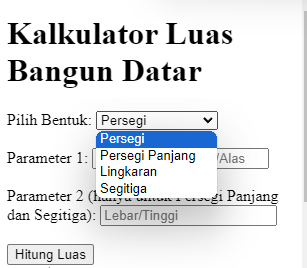 Kalkulator Luas
Bangun Datar
Pilih Bentuk: Persegi
Persegi
Persegi Panjang
Lingkaran
Segitiga
Parameter 1: /Alas
Parameter 2 (hanya untuk Persegi Panjang
dan Segitiga): Lebar/Tinggi
Hitung Luas